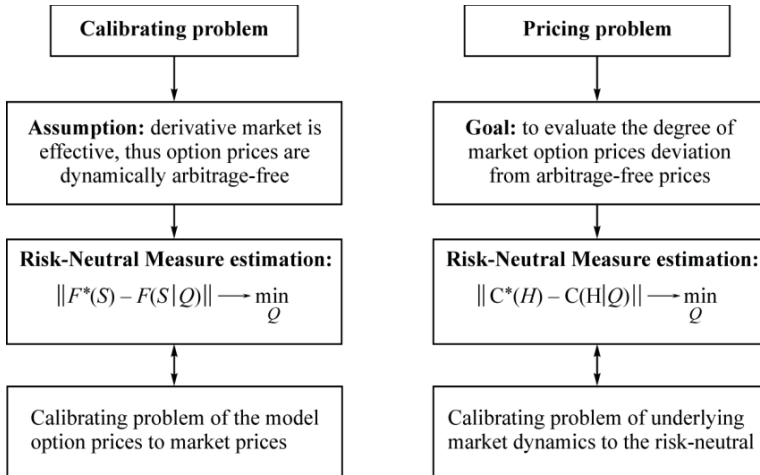 Calibrating problem
Assumption: derivative market is
effective, thus option prices are
dynamically arbitrage-free
Risk-Neutral Measure estimation:
‖F*(S) – F(S|Q)‖ ⟶ min
Q
Calibrating problem of the model
option prices to market prices
Pricing problem
Goal: to evaluate the degree of
market option prices deviation
from arbitrage-free prices
Risk-Neutral Measure estimation:
‖C*(H) – C(H|Q)‖ ⟶ min
Q
Calibrating problem of underlying
market dynamics to the risk-neutral